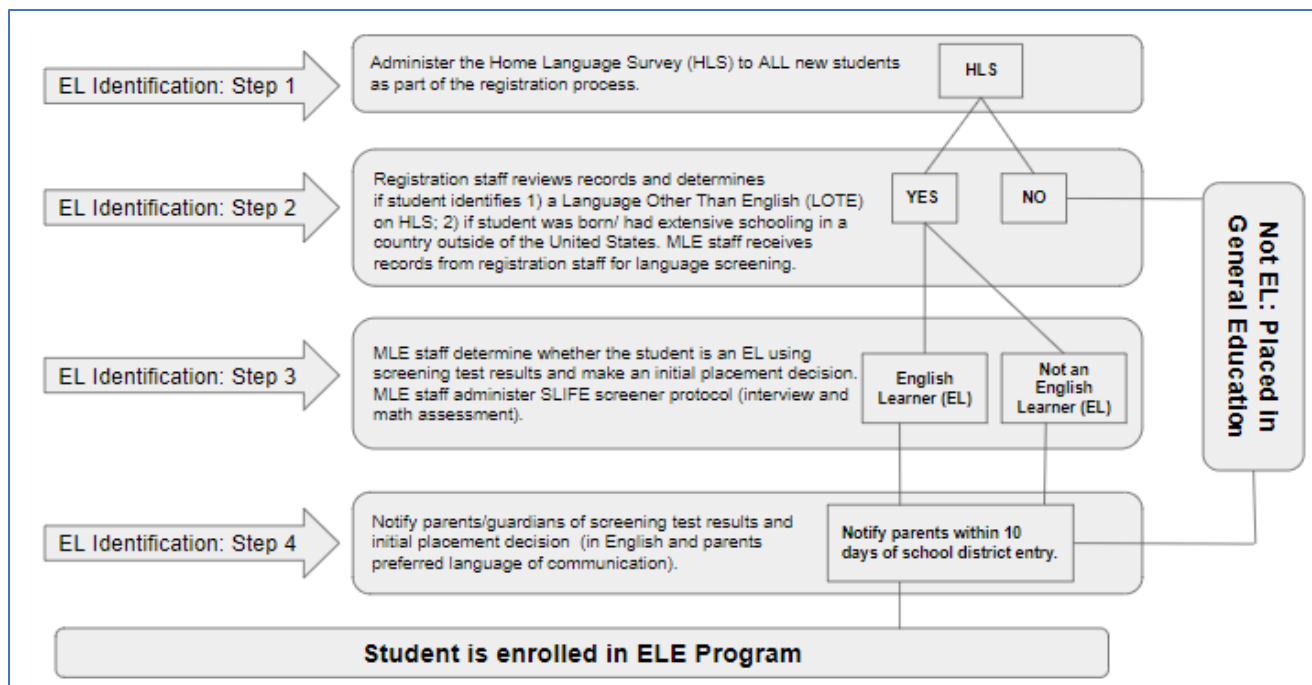 EL Identification: Step 1
Administer the Home Language Survey (HLS) to ALL new students
as part of the registration process.
HLS
EL Identification: Step 2
Registration staff reviews records and determines
if student identifies 1) a Language Other Than English (LOTE)
on HLS; 2) if student was born/ had extensive schooling in a
country outside of the United States. MLE staff receives
records from registration staff for language screening.
YES
NO
Not EL: Placed in
General Education
EL Identification: Step 3
MLE staff determine whether the student is an EL using
screening test results and make an initial placement decision.
MLE staff administer SLIFE screener protocol (interview and
math assessment).
English
Learner (EL)
Not an
English
Learner (EL)
EL Identification: Step 4
Notify parents/guardians of screening test results and
initial placement decision (in English and parents
preferred language of communication).
Notify parents within 10
days of school district entry.
Student is enrolled in ELE Program